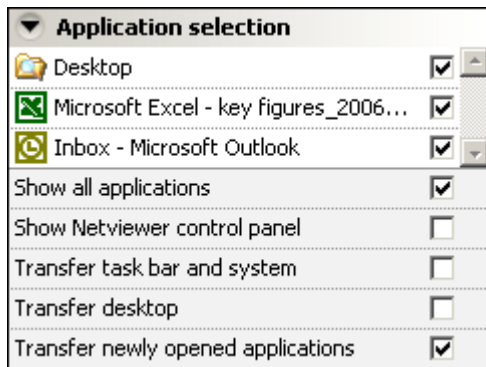 Application selection
Desktop
Microsoft Excel - key figures_2006...
Inbox - Microsoft Outlook
Show all applications
Show Netviewer control panel
Transfer task bar and system
Transfer desktop
Transfer newly opened applications